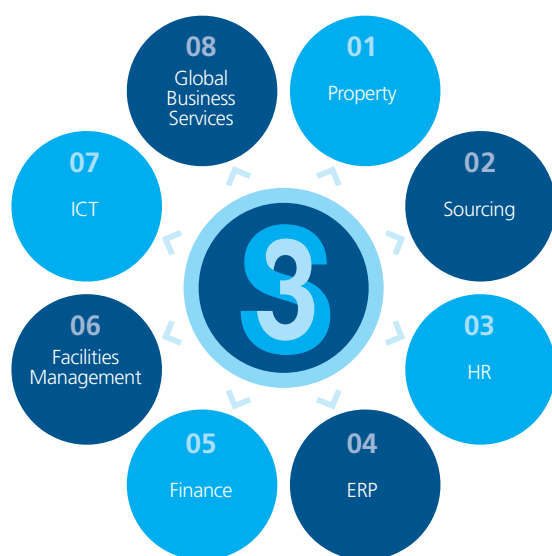 08
Global
Business
Services
01
Property
02
Sourcing
03
HR
04
ERP
05
Finance
06
Facilities
Management
07
ICT
S3